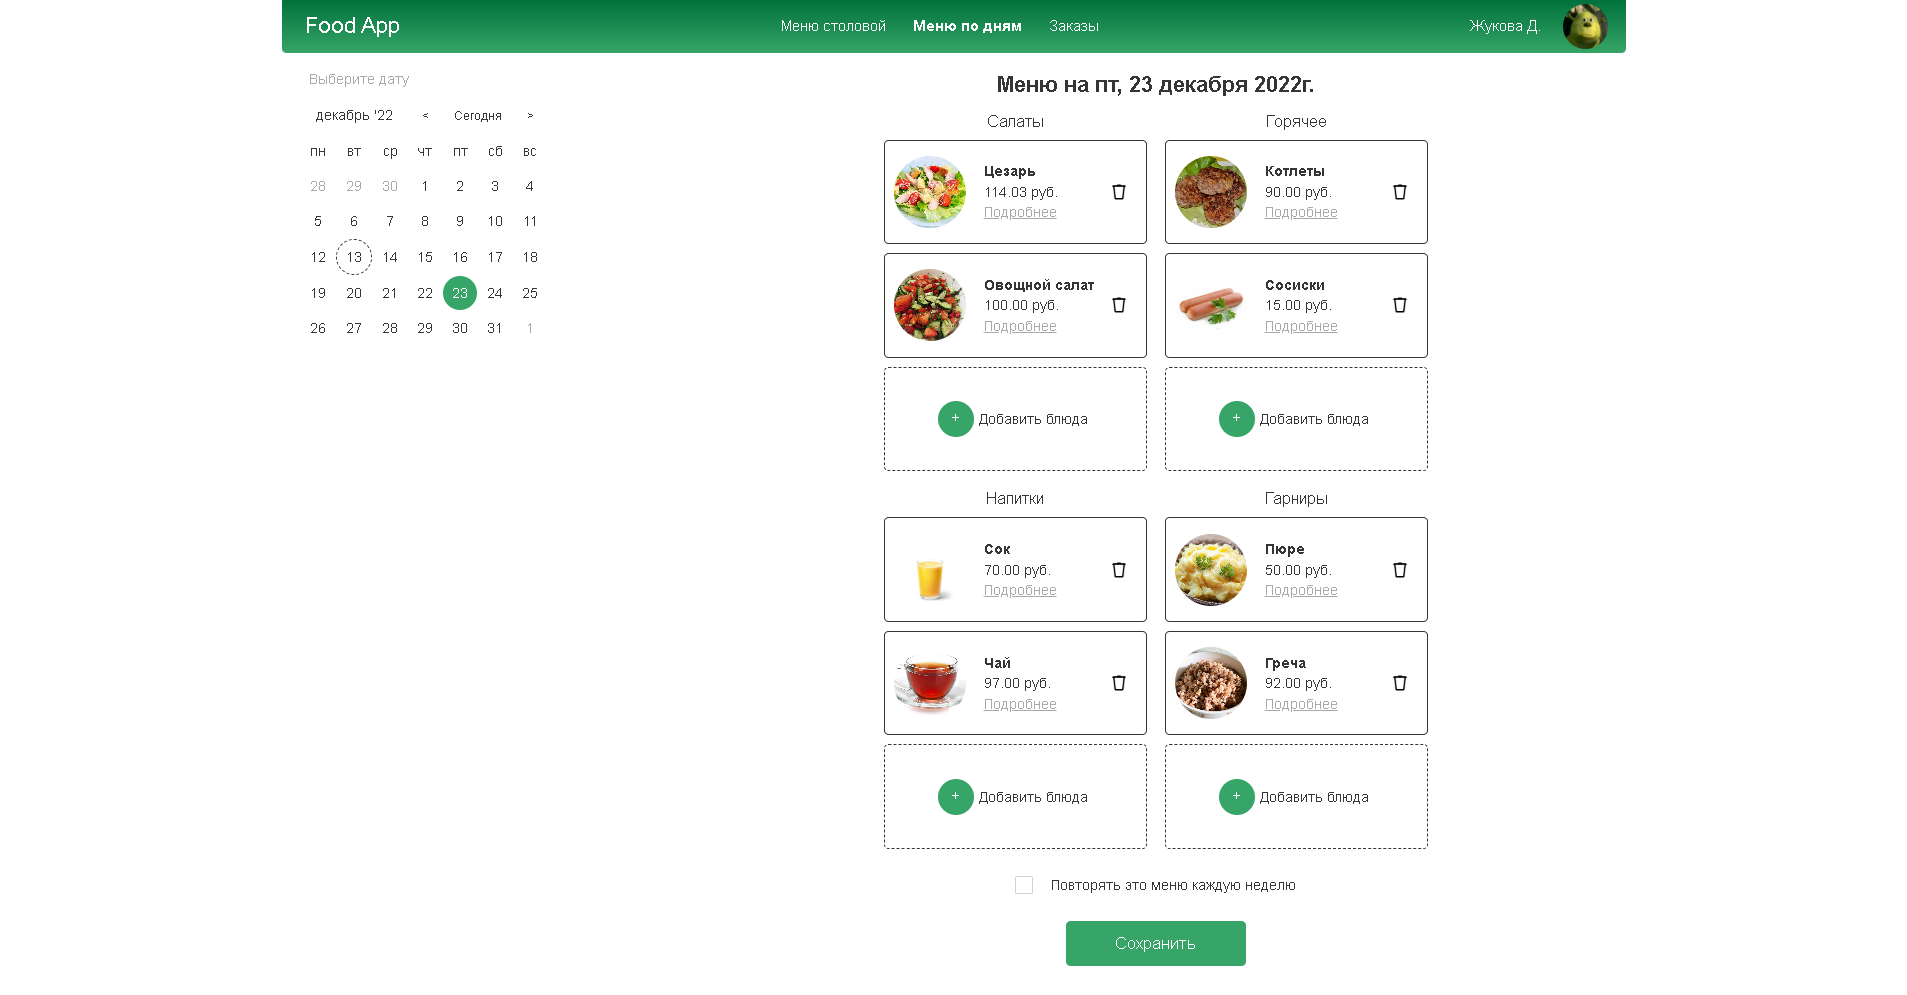 Food App
Меню столовой
Меню по дням
Заказы
Жукова Д.
Выберите дату
декабрь '22 < Сегодня >
пн вт ср чт пт сб вс
28 29 30 1 2 3 4
5 6 7 8 9 10 11
12 13 14 15 16 17 18
19 20 21 22 23 24 25
26 27 28 29 30 31 1
Меню на пт, 23 декабря 2022г.
Салаты
Цезарь
114.03 руб.
Подробнее
Овощной салат
100.00 руб.
Подробнее
+ Добавить блюда
Горячее
Котлеты
90.00 руб.
Подробнее
Сосиски
15.00 руб.
Подробнее
+ Добавить блюда
Напитки
Сок
70.00 руб.
Подробнее
Чай
97.00 руб.
Подробнее
+ Добавить блюда
Гарниры
Пюре
50.00 руб.
Подробнее
Греча
92.00 руб.
Подробнее
+ Добавить блюда
Повторять это меню каждую неделю
Сохранить